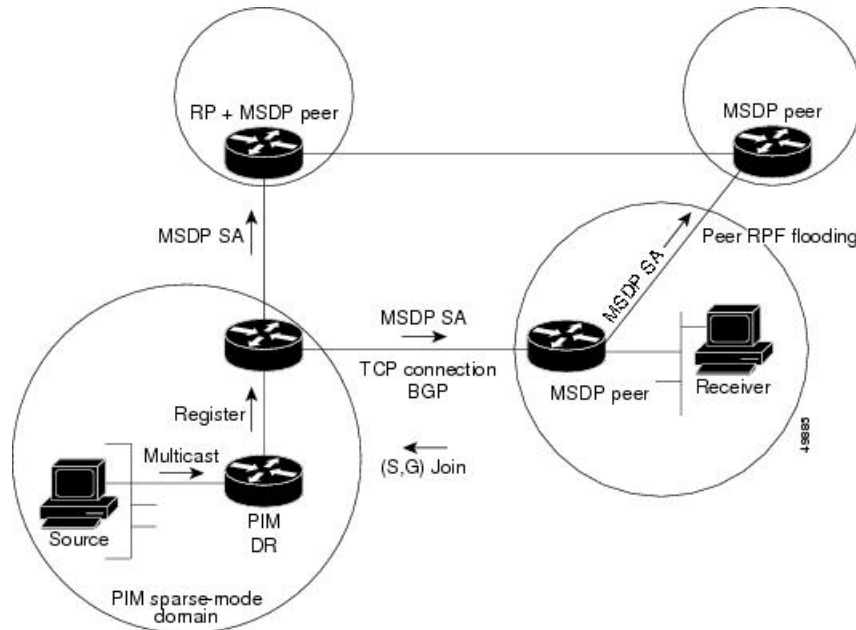 RP + MSDP peer
MSDP peer
MSDP SA
MSDP SA
Peer RPF flooding
MSDP SA
TCP connection
BGP
MSDP peer
Receiver
Register
Multicast
(S,G) Join
Source
PIM
DR
PIM sparse-mode
domain
49885